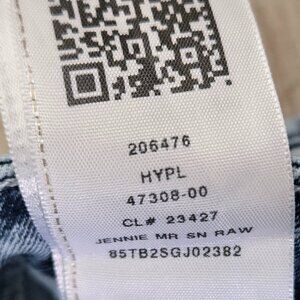 206476
HYPL
47308-00
CL# 23427
JENNIE MR SN RAW
85TB2SGJ02382